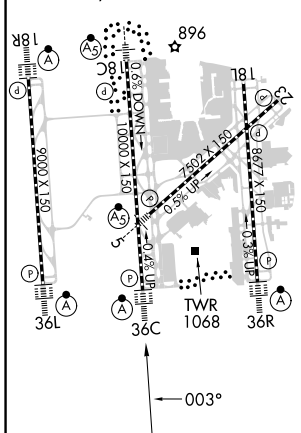 18R
A
A5
896
18C
P
P
0.6% DOWN
18L
23
P
P
9000 X 150
10000 X 150
7502 X 150
0.5% UP
8677 X 150
P
A5
5
P
0.4% UP
0.3% UP
P
P
36L
A
A
36C
TWR
1068
36R
A
003°